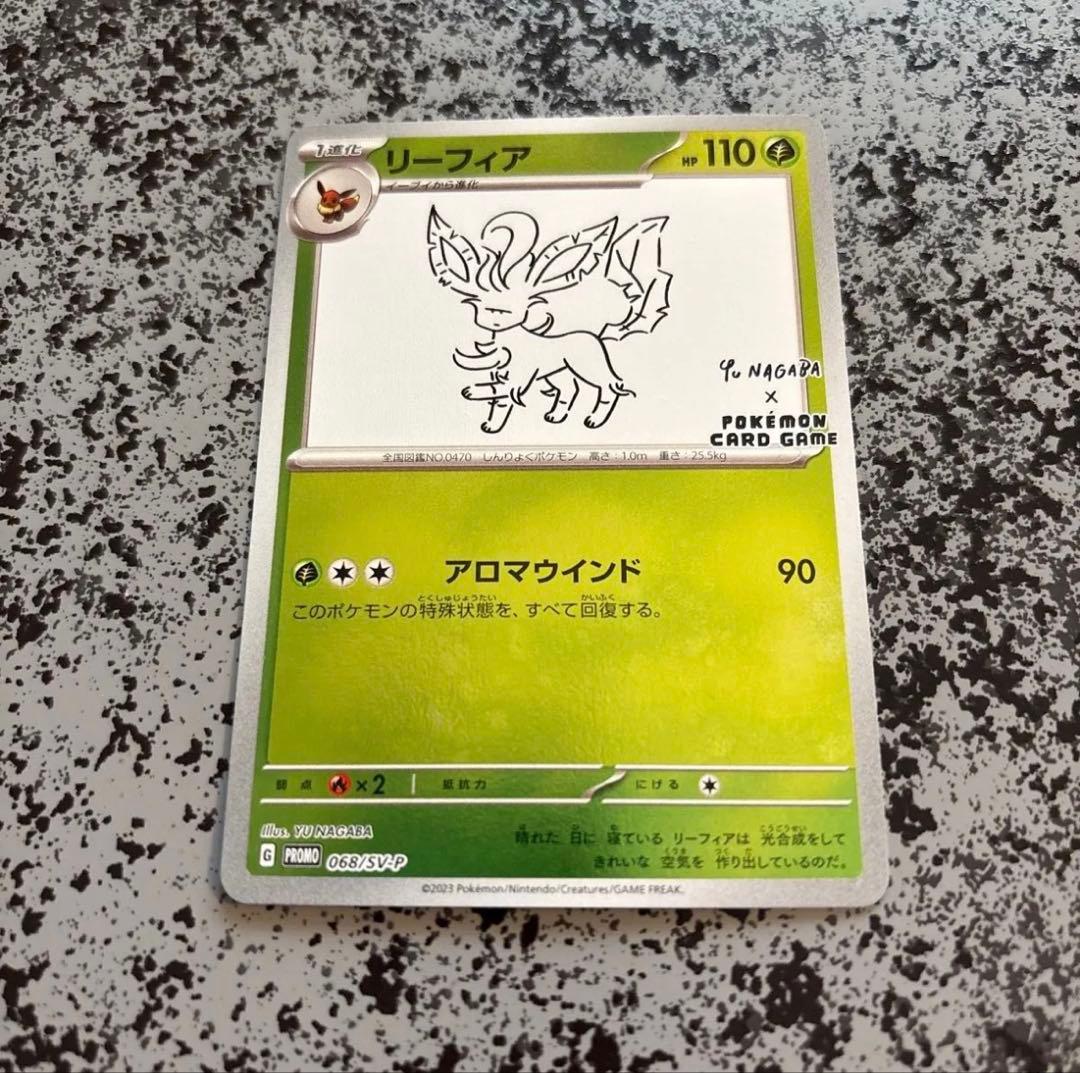 1進化
リーフィア
HP 110
イーブイから進化
Yu NAGABA
×
POKÉMON
CARD GAME
全国図鑑NO.0470 しんりょくポケモン 高さ:1.0m 重さ:25.5kg
アロマウインド 90
このポケモンの特殊状態を、すべて回復する。
弱点 ×2 抵抗力 にげる
Illus. YU NAGABA
晴れた 日に 寝ている リーフィアは 光合成をして
きれいな 空気を 作り出しているのだ。
G PROMO 068/SV-P
©2023 Pokémon/Nintendo/Creatures/GAME FREAK.